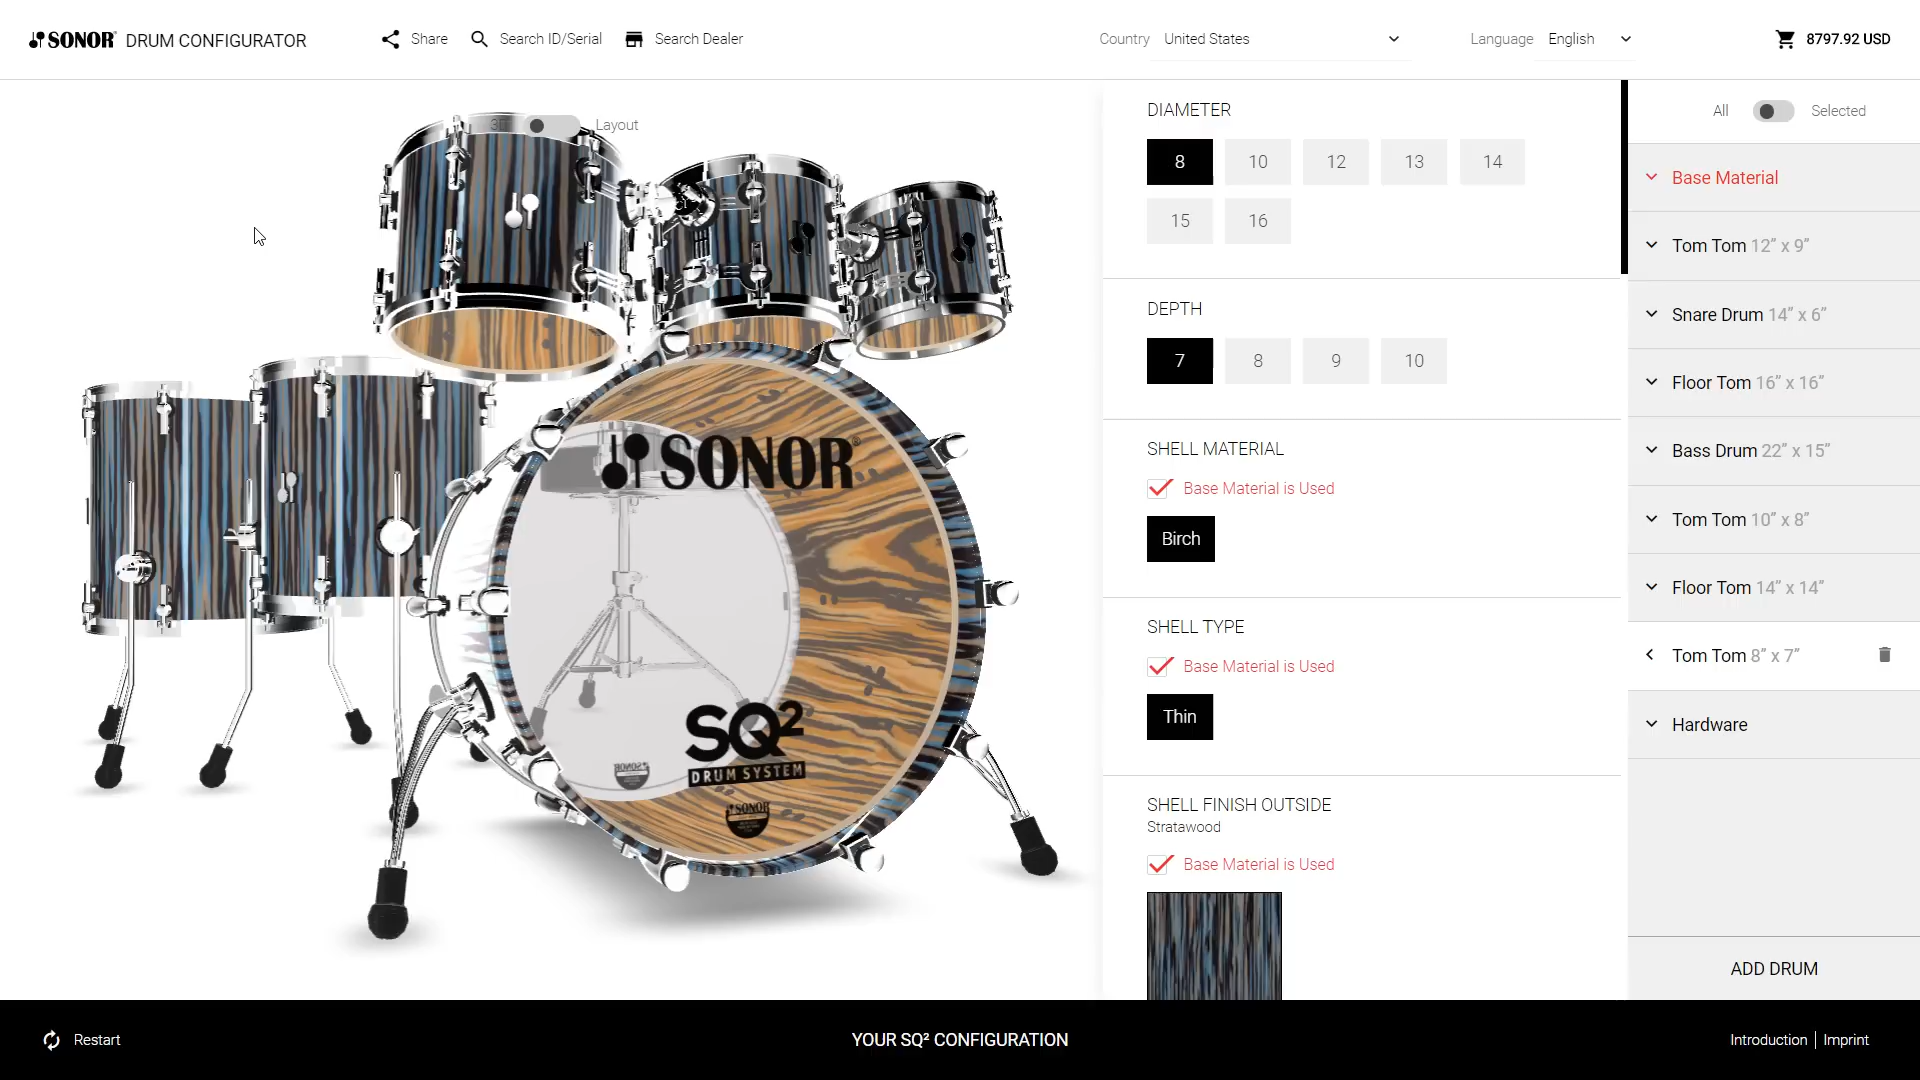 SONOR DRUM CONFIGURATOR
Share
Search ID/Serial
Search Dealer
Country United States
Language English
8797.92 USD
3D Layout
SONOR
SQ²
DRUM SYSTEM
SONOR
DIAMETER
8 10 12 13 14
15 16
DEPTH
7 8 9 10
SHELL MATERIAL
Base Material is Used
Birch
SHELL TYPE
Base Material is Used
Thin
SHELL FINISH OUTSIDE
Stratawood
Base Material is Used
All Selected
Base Material
Tom Tom 12” x 9”
Snare Drum 14” x 6”
Floor Tom 16” x 16”
Bass Drum 22” x 15”
Tom Tom 10” x 8”
Floor Tom 14” x 14”
Tom Tom 8” x 7”
Hardware
ADD DRUM
Restart
YOUR SQ² CONFIGURATION
Introduction | Imprint